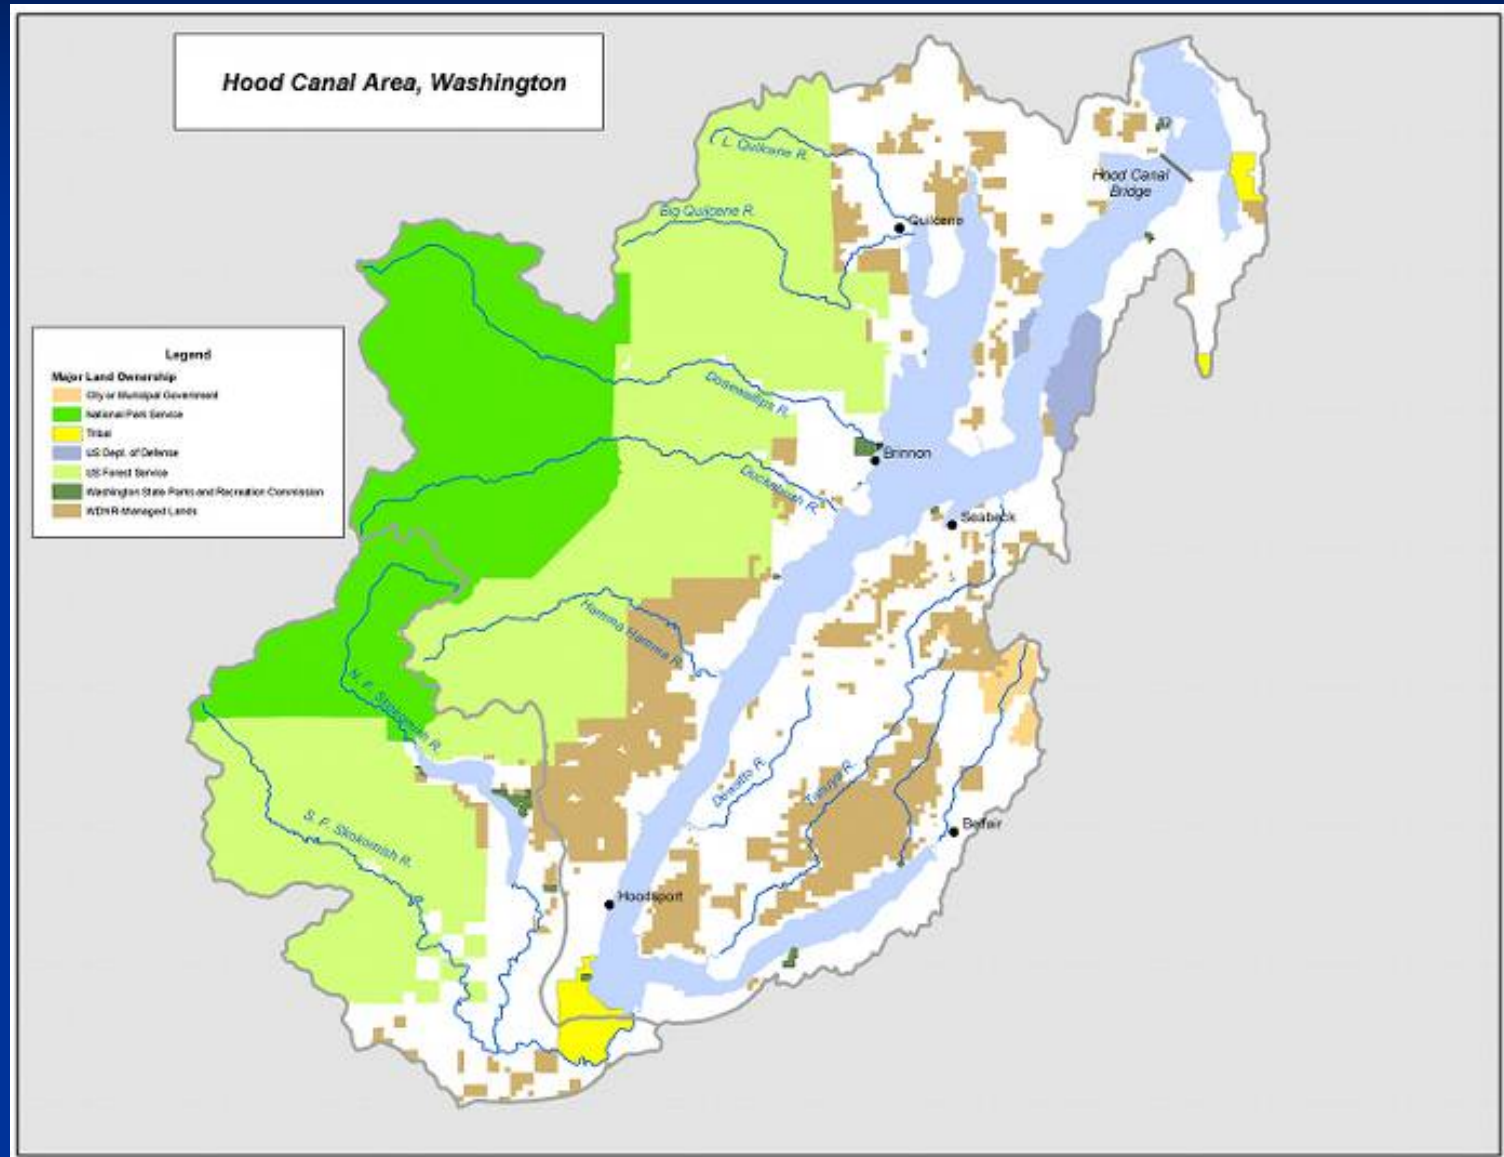 Hood Canal Area, Washington
L. Quilcene R.
Hood Canal
Bridge
Big Quilcene R.
Quilcene
Legend
Major Land Ownership
City or Municipal Government
National Park Service
Tribal
US Dept. of Defense
US Forest Service
Washington State Parks and Recreation Commission
WDNR-Managed Lands
Dosewallips R.
Brinnon
Duckabush R.
Seabeck
Hamma Hamma R.
N. F. Skokomish R.
Dewatto R.
Tahuya R.
S. F. Skokomish R.
Belfair
Hoodsport